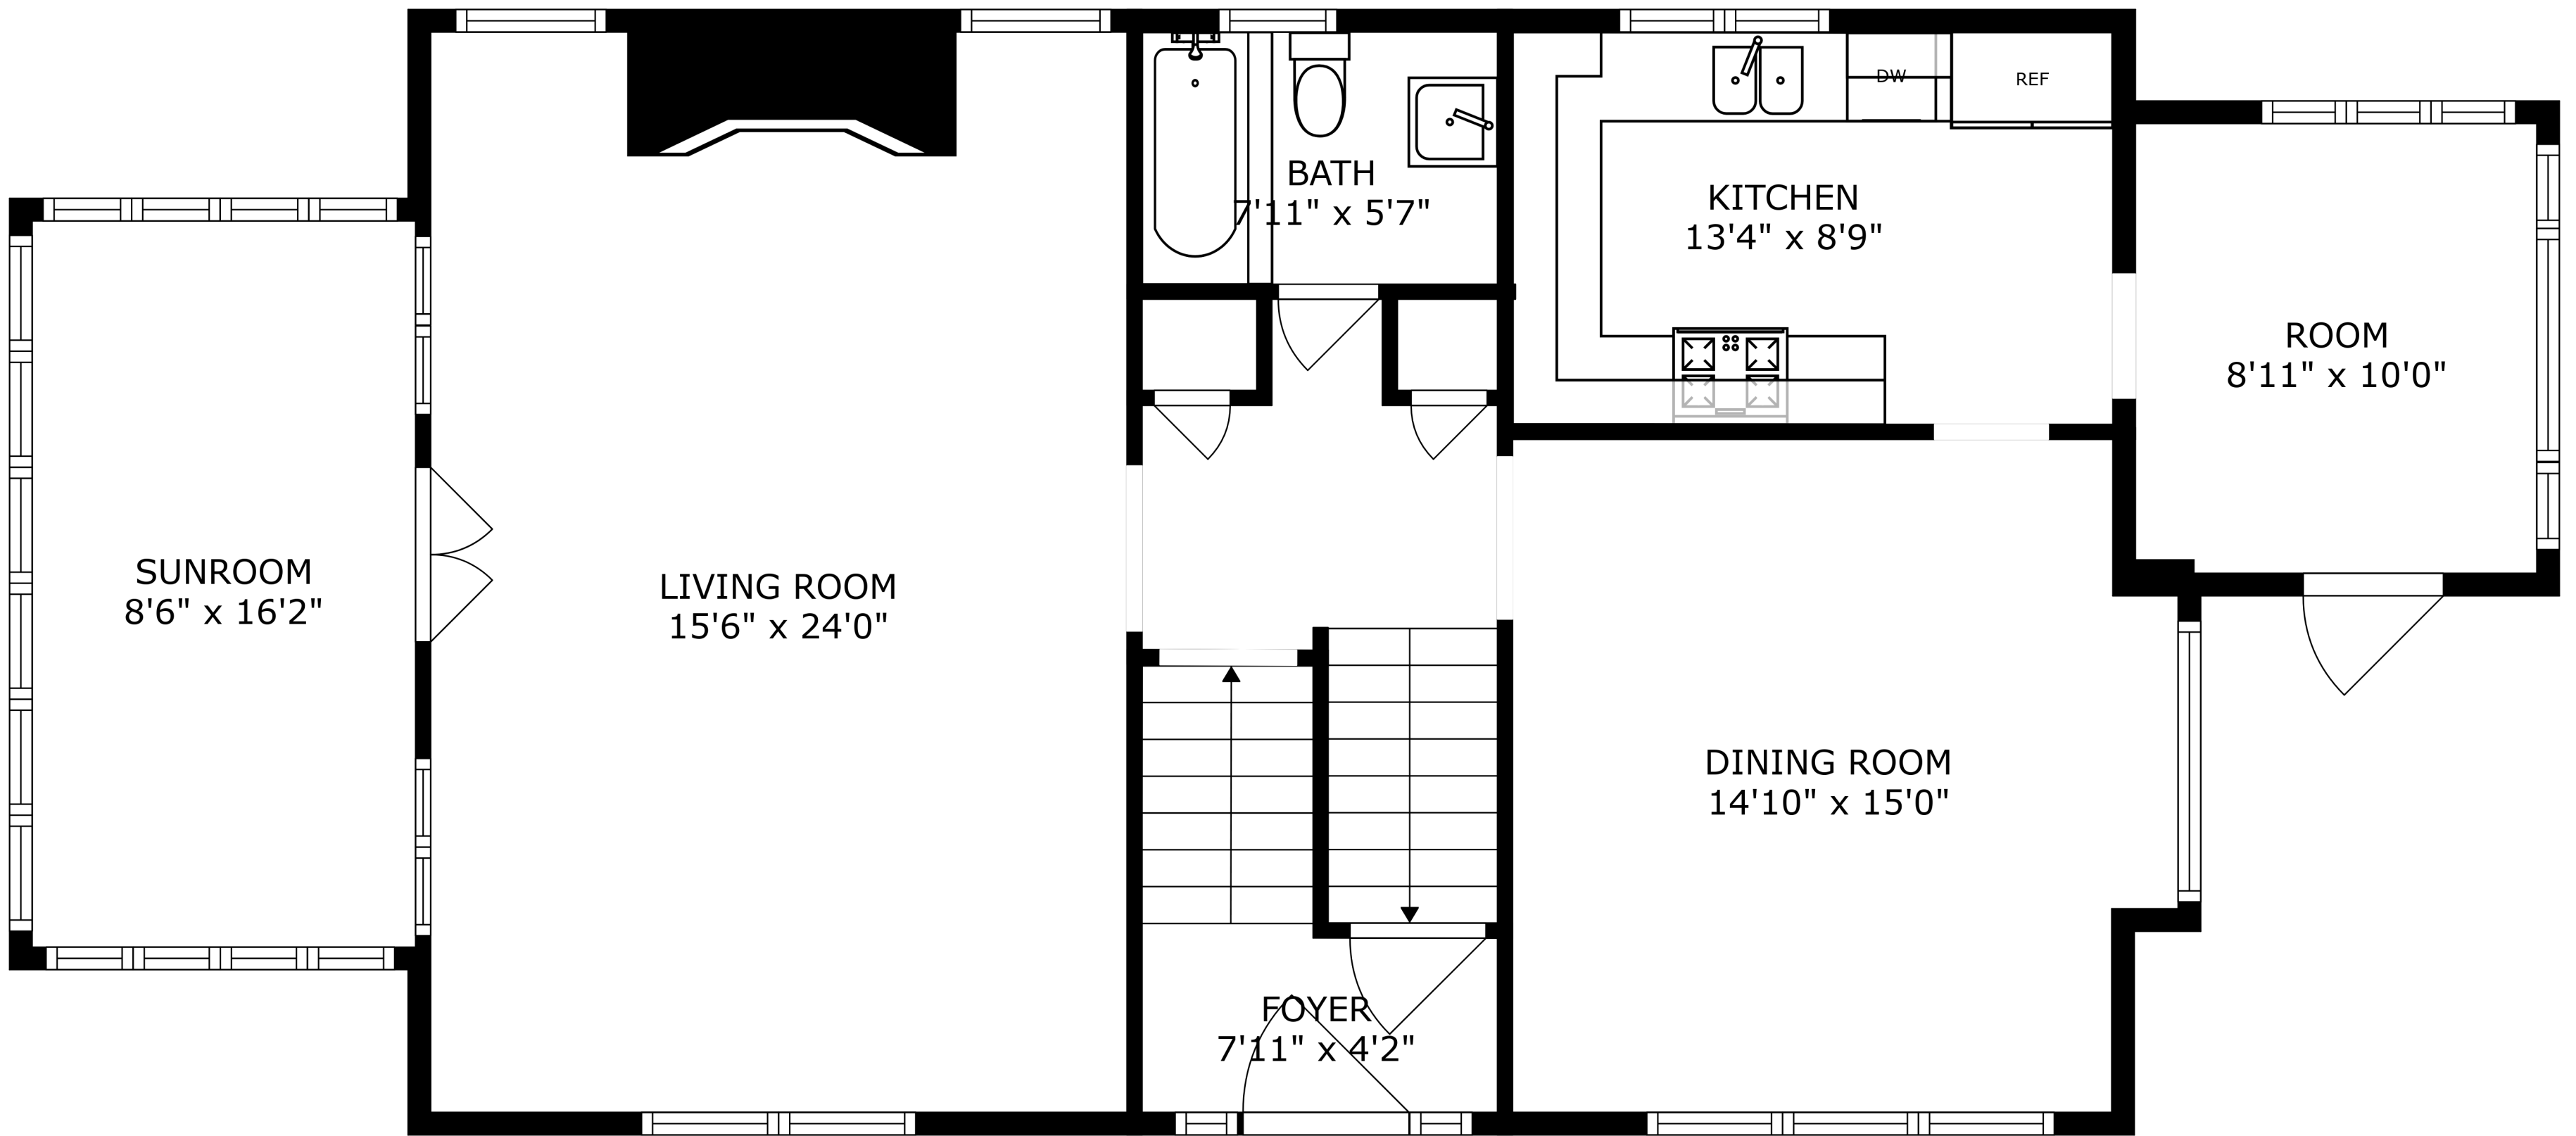 DW
REF
BATH
7'11" x 5'7"
KITCHEN
13'4" x 8'9"
ROOM
8'11" x 10'0"
SUNROOM
8'6" x 16'2"
LIVING ROOM
15'6" x 24'0"
DINING ROOM
14'10" x 15'0"
FOYER
7'11" x 4'2"